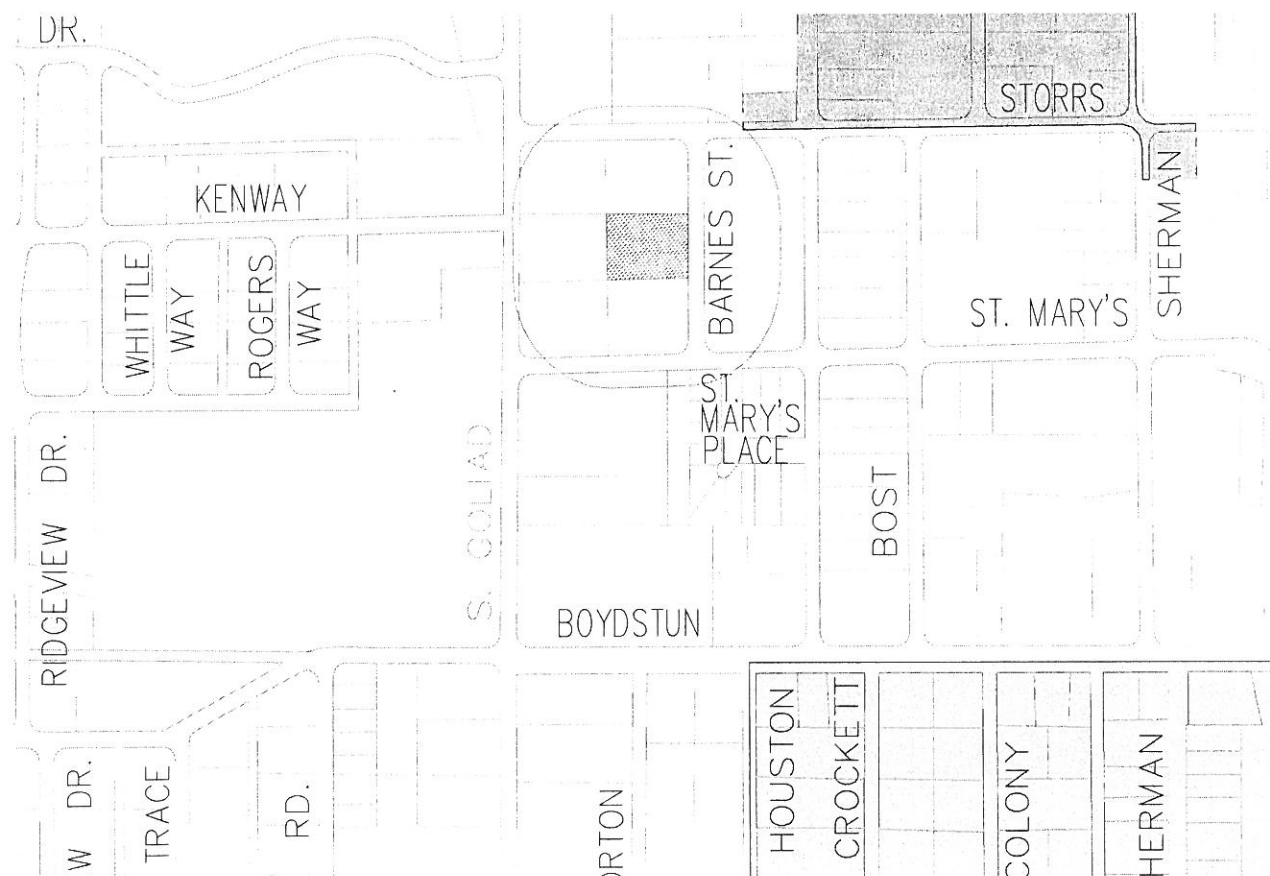 DR.
STORRS
KENWAY
BARNES ST.
SHERMAN
WHITTLE
WAY
ROGERS
WAY
ST. MARY'S
ST.
MARY'S
PLACE
RIDGEVIEW DR.
S. GOLIAD
BOST
BOYDSTUN
HOUSTON
CROCKETT
W DR.
TRACE
RD.
ORTON
COLONY
HERMAN